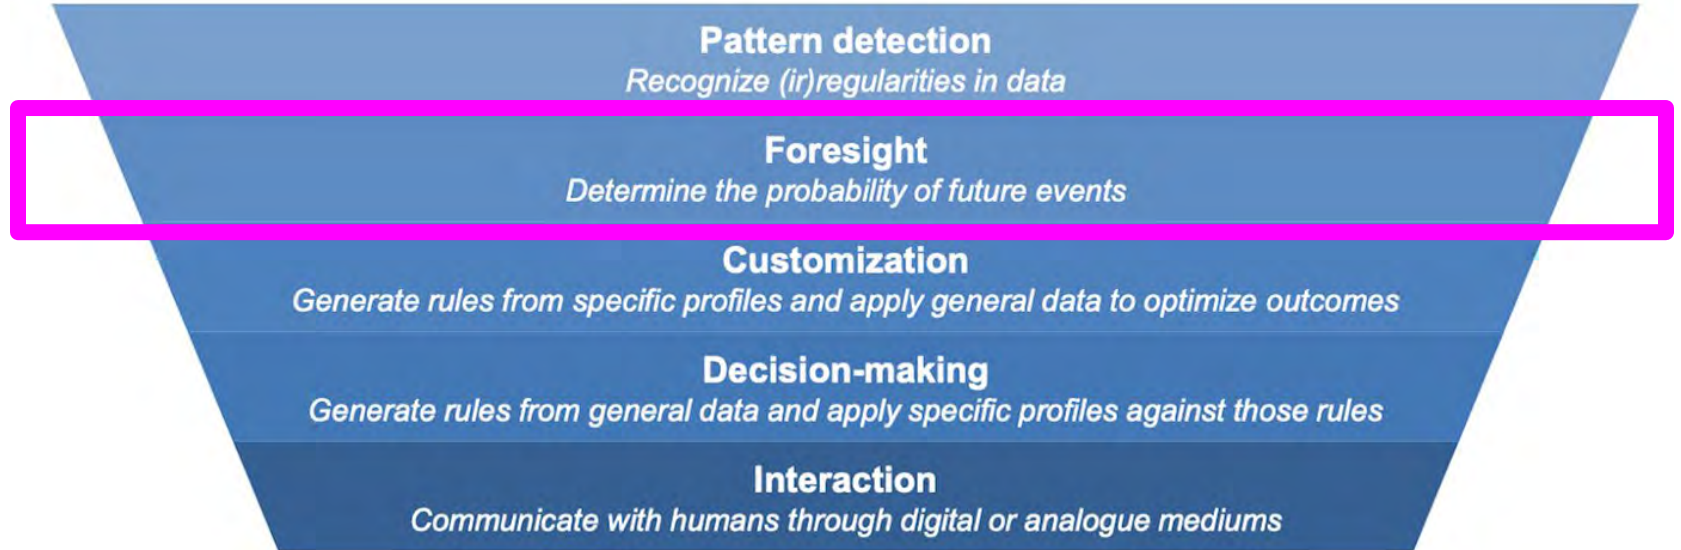 Pattern detection
Recognize (ir)regularities in data
Foresight
Determine the probability of future events
Customization
Generate rules from specific profiles and apply general data to optimize outcomes
Decision-making
Generate rules from general data and apply specific profiles against those rules
Interaction
Communicate with humans through digital or analogue mediums